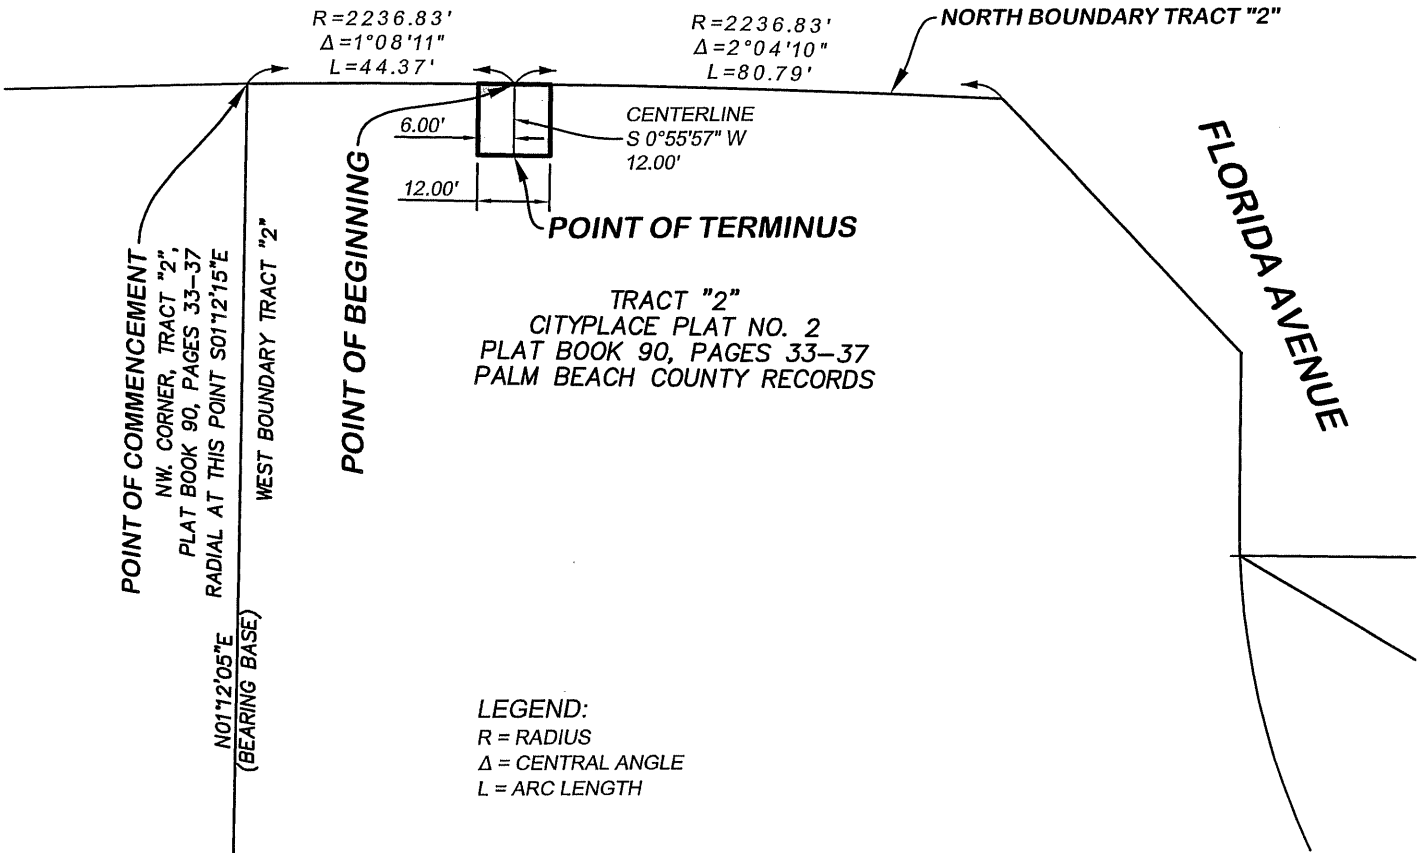 R=2236.83'
Δ=1°08'11"
L=44.37'
R=2236.83'
Δ=2°04'10"
L=80.79'
NORTH BOUNDARY TRACT "2"
6.00'
CENTERLINE
S 0°55'57" W
12.00'
12.00'
POINT OF TERMINUS
POINT OF BEGINNING
POINT OF COMMENCEMENT
NW. CORNER, TRACT "2",
PLAT BOOK 90, PAGES 33-37
RADIAL AT THIS POINT S01°12'15"E
WEST BOUNDARY TRACT "2"
N01°12'05"E
(BEARING BASE)
TRACT "2"
CITYPLACE PLAT NO. 2
PLAT BOOK 90, PAGES 33-37
PALM BEACH COUNTY RECORDS
FLORIDA AVENUE
LEGEND:
R = RADIUS
Δ = CENTRAL ANGLE
L = ARC LENGTH